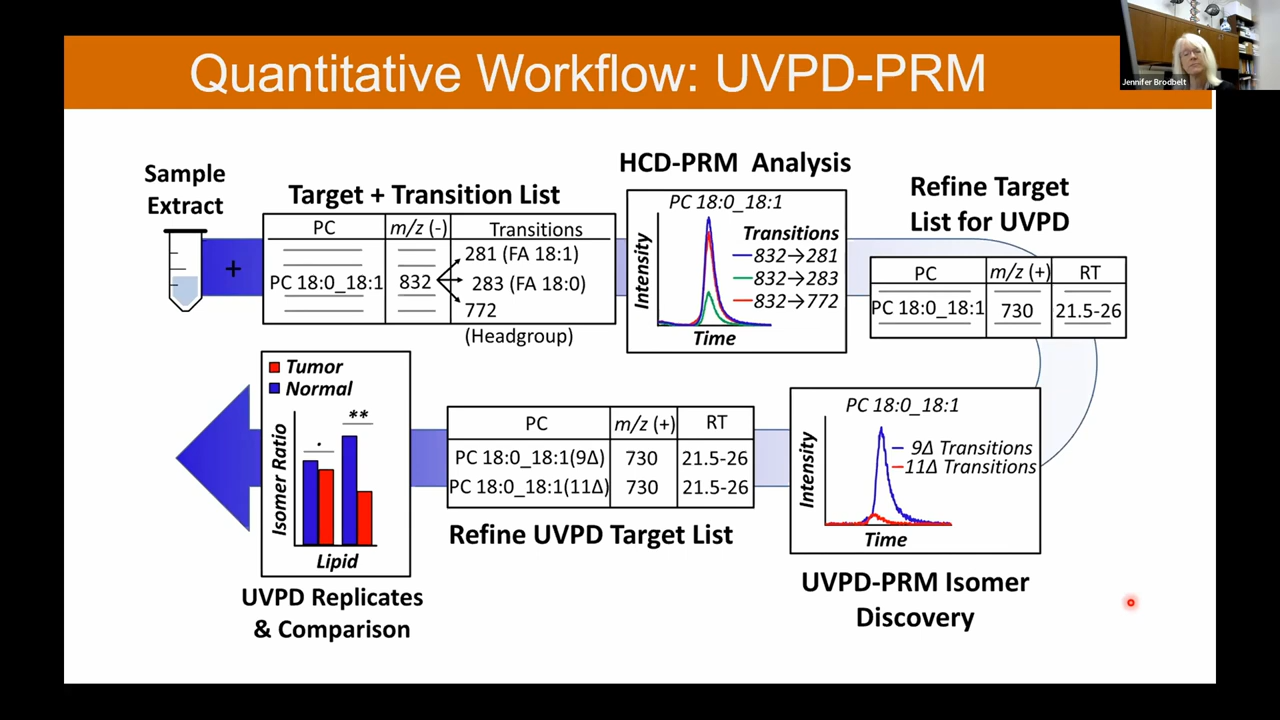 Quantitative Workflow: UVPD-PRM
Jennifer Brodbelt
Sample
Extract
+
Target + Transition List
PC
m/z (-)
Transitions
281 (FA 18:1)
PC 18:0_18:1
832
283 (FA 18:0)
772
(Headgroup)
HCD-PRM Analysis
PC 18:0_18:1
Intensity
Transitions
832→281
832→283
832→772
Time
Refine Target
List for UVPD
PC
m/z (+)
RT
PC 18:0_18:1
730
21.5-26
PC 18:0_18:1
Intensity
9Δ Transitions
11Δ Transitions
Time
UVPD-PRM Isomer
Discovery
PC
m/z (+)
RT
PC 18:0_18:1(9Δ)
730
21.5-26
PC 18:0_18:1(11Δ)
730
21.5-26
Refine UVPD Target List
Tumor
Normal
**
.
Isomer Ratio
Lipid
UVPD Replicates
& Comparison